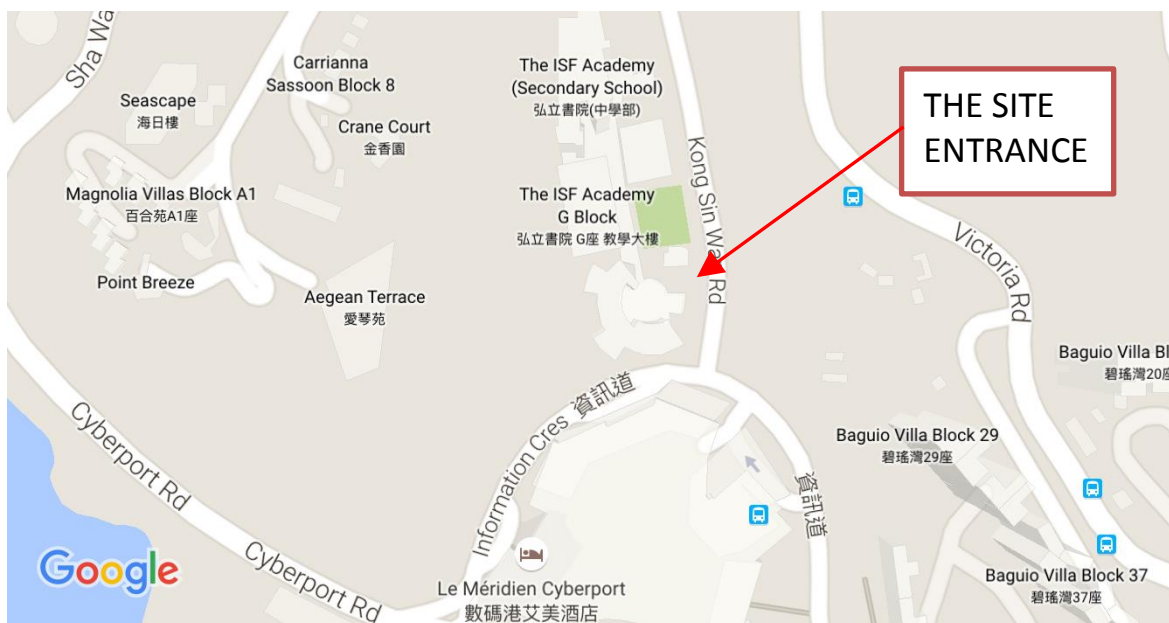 Sha Wa
Carrianna
Sassoon Block 8
Seascape
海日樓
Crane Court
金香園
The ISF Academy
(Secondary School)
弘立書院(中學部)
THE SITE
ENTRANCE
Kong Sin Wa
Rd
Magnolia Villas Block A1
百合苑A1座
The ISF Academy
G Block
弘立書院 G座 教學大樓
Victoria Rd
Point Breeze
Aegean Terrace
愛琴苑
Baguio Villa Bl
碧瑤灣20座
Information Cres 資訊道
Cyberport Rd
Baguio Villa Block 29
碧瑤灣29座
資訊道
Google
Cyberport Rd
Le Méridien Cyberport
數碼港艾美酒店
Baguio Villa Block 37
碧瑤灣37座